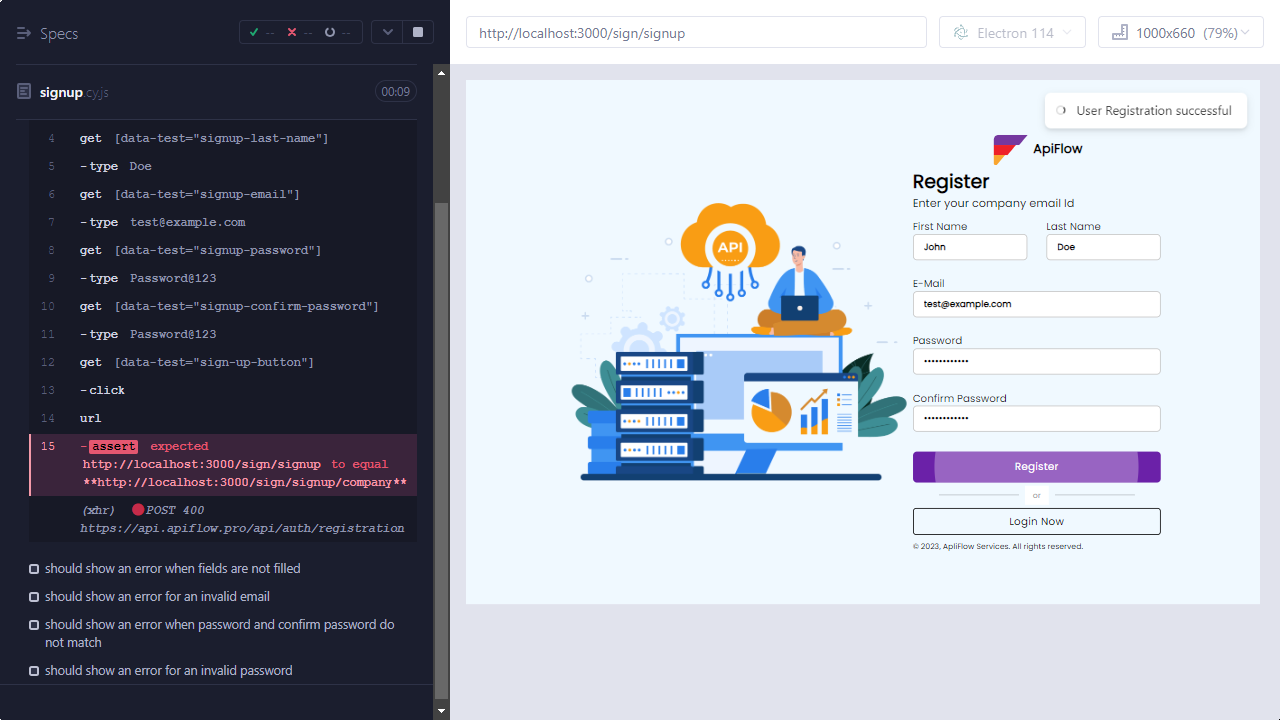 Specs
-- -- --
signup.cy.js
00:09
4 get [data-test="signup-last-name"]
5 -type Doe
6 get [data-test="signup-email"]
7 -type test@example.com
8 get [data-test="signup-password"]
9 -type Password@123
10 get [data-test="signup-confirm-password"]
11 -type Password@123
12 get [data-test="sign-up-button"]
13 -click
14 url
15 -assert expected
http://localhost:3000/sign/signup to equal
**http://localhost:3000/sign/signup/company**
(xhr) POST 400
https://api.apiflow.pro/api/auth/registration
should show an error when fields are not filled
should show an error for an invalid email
should show an error when password and confirm password do
not match
should show an error for an invalid password
http://localhost:3000/sign/signup
Electron 114
1000x660 (79%)
User Registration successful
ApiFlow
API
Register
Enter your company email Id
First Name Last Name
John Doe
E-Mail
test@example.com
Password
••••••••••••
Confirm Password
••••••••••••
Register
or
Login Now
© 2023, ApliFlow Services. All rights reserved.